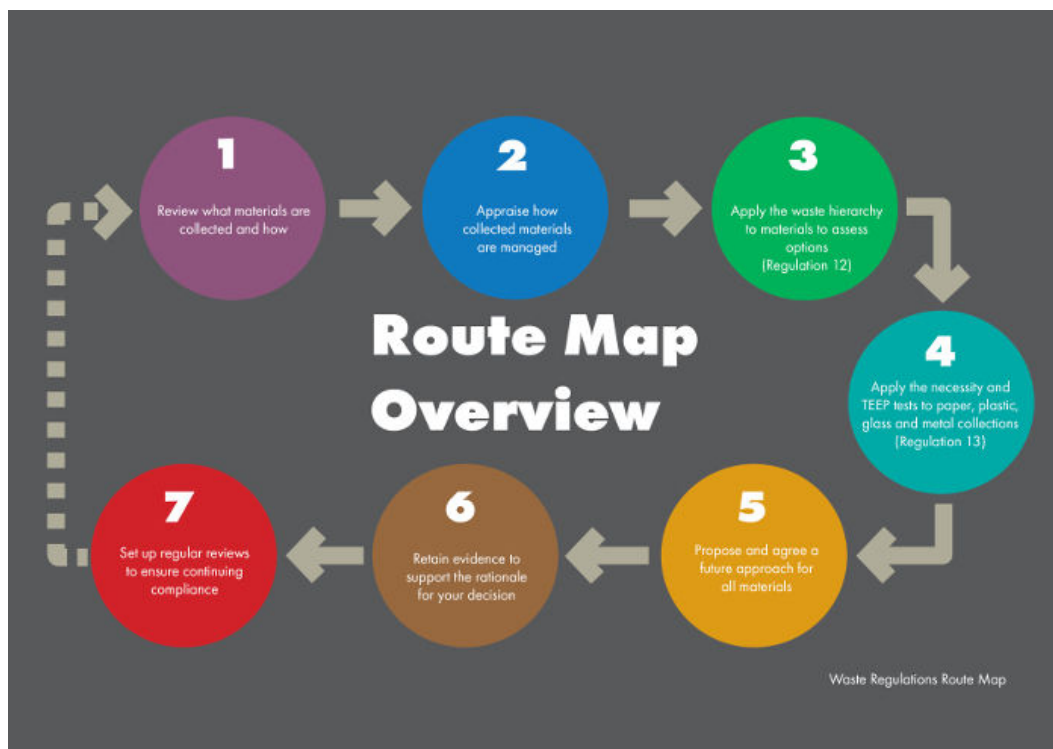 1
Review what materials are
collected and how
2
Appraise how
collected materials
are managed
3
Apply the waste hierarchy
to materials to assess
options
(Regulation 12)
Route Map
Overview
4
Apply the necessity and
TEEP tests to paper, plastic,
glass and metal collections
(Regulation 13)
5
Propose and agree a
future approach for
all materials
6
Retain evidence to
support the rationale
for your decision
7
Set up regular reviews
to ensure continuing
compliance
Waste Regulations Route Map